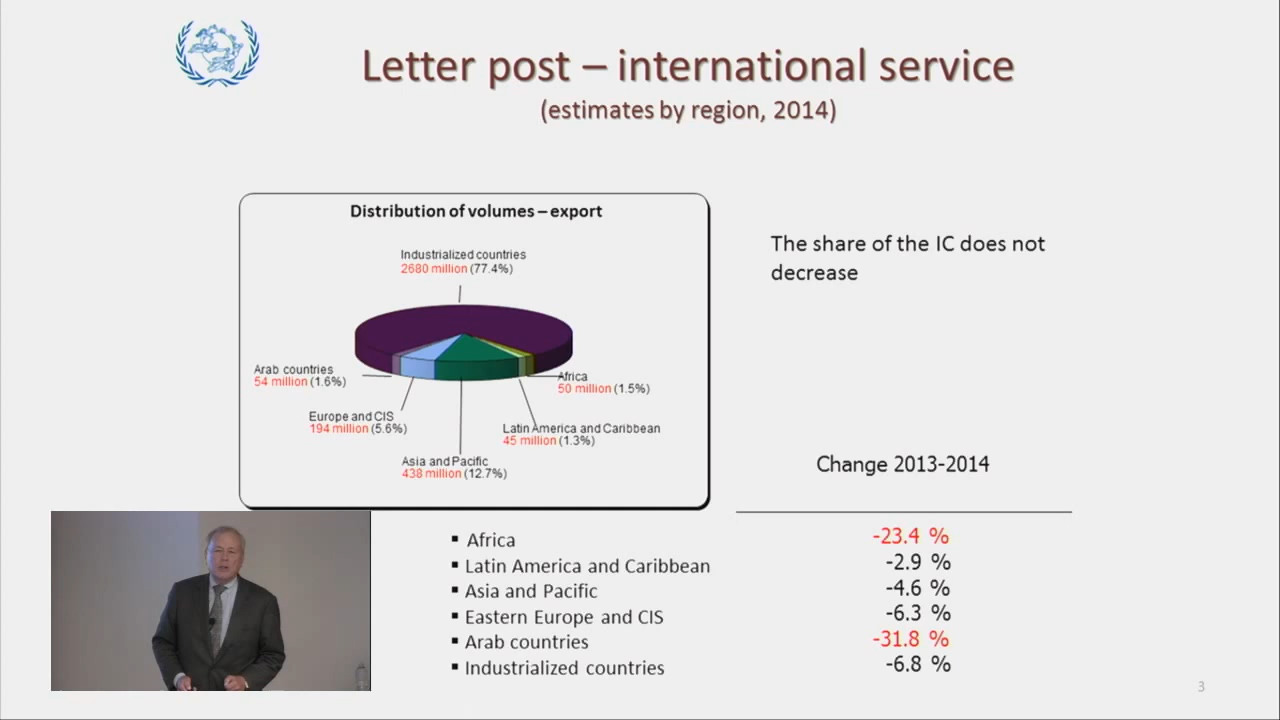 Letter post – international service
(estimates by region, 2014)
Distribution of volumes – export
Industrialized countries
2680 million (77.4%)
Arab countries
54 million (1.6%)
Europe and CIS
194 million (5.6%)
Asia and Pacific
438 million (12.7%)
Latin America and Caribbean
45 million (1.3%)
Africa
50 million (1.5%)
The share of the IC does not
decrease
Change 2013-2014
▪ Africa -23.4 %
▪ Latin America and Caribbean -2.9 %
▪ Asia and Pacific -4.6 %
▪ Eastern Europe and CIS -6.3 %
▪ Arab countries -31.8 %
▪ Industrialized countries -6.8 %
3